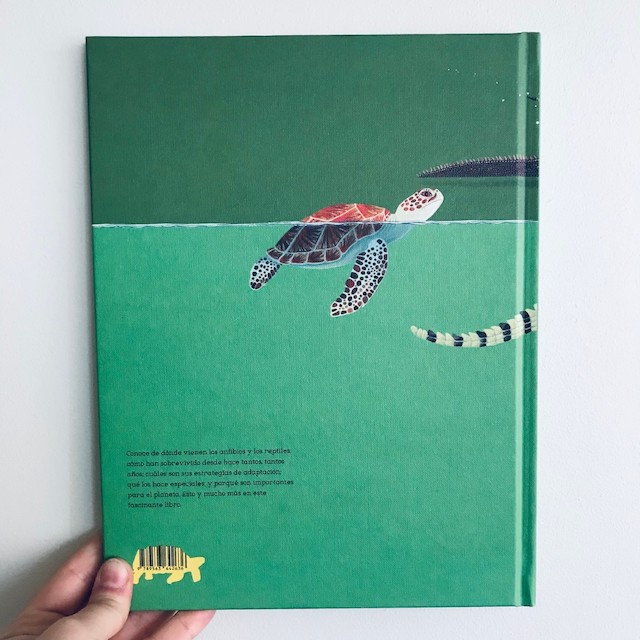 Conoce de dónde vienen los anfibios y los reptiles,
cómo han sobrevivido desde hace tantos, tantos
años; cuáles son sus estrategias de adaptación;
qué los hace especiales, y porqué son importantes
para el planeta. Esto y mucho más en este
fascinante libro.